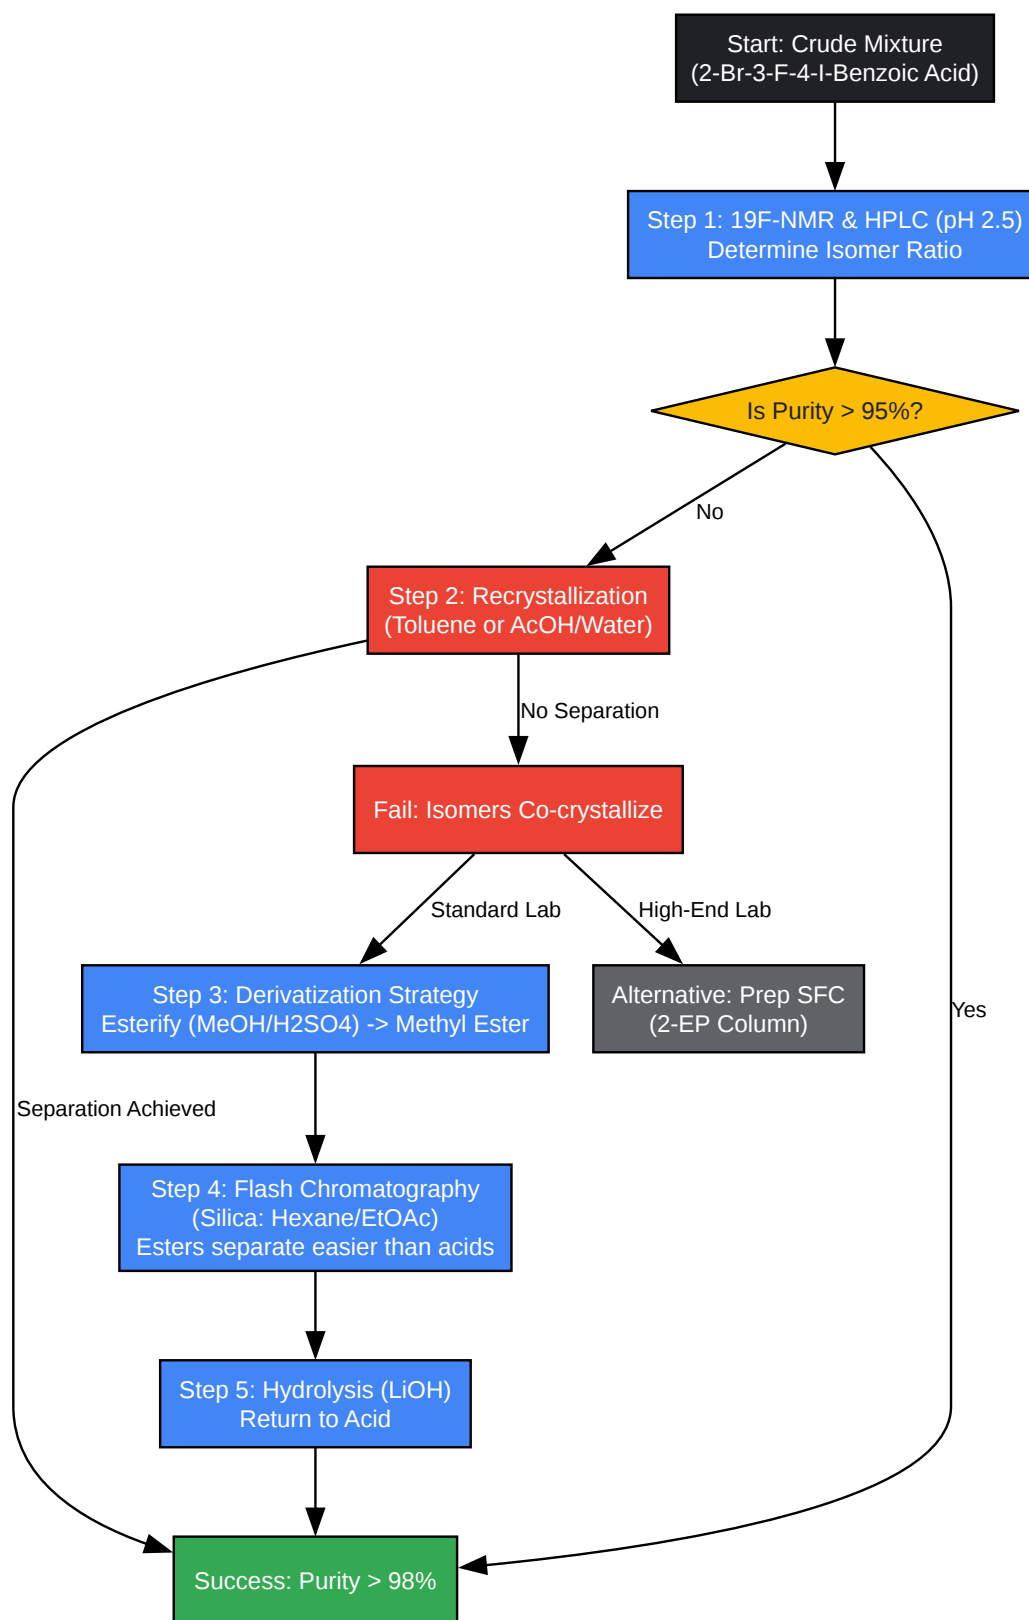 Start: Crude Mixture
(2-Br-3-F-4-I-Benzoic Acid)
Step 1: 19F-NMR & HPLC (pH 2.5)
Determine Isomer Ratio
Is Purity > 95%?
No
Step 2: Recrystallization
(Toluene or AcOH/Water)
No Separation
Fail: Isomers Co-crystallize
Standard Lab
High-End Lab
Step 3: Derivatization Strategy
Esterify (MeOH/H2SO4) -> Methyl Ester
Alternative: Prep SFC
(2-EP Column)
Yes
Separation Achieved
Step 4: Flash Chromatography
(Silica: Hexane/EtOAc)
Esters separate easier than acids
Step 5: Hydrolysis (LiOH)
Return to Acid
Success: Purity > 98%